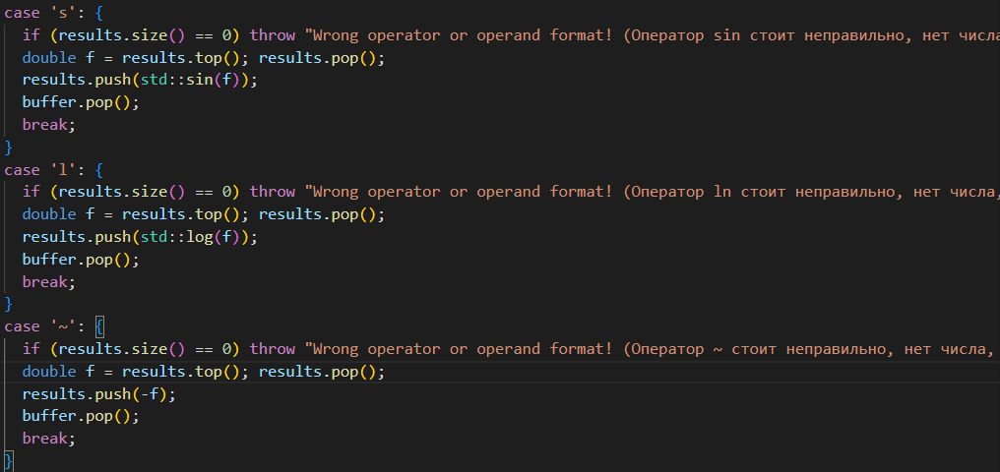 case 's': {
if (results.size() == 0) throw "Wrong operator or operand format! (Оператор sin стоит неправильно, нет числа
double f = results.top(); results.pop();
results.push(std::sin(f));
buffer.pop();
break;
}
case 'l': {
if (results.size() == 0) throw "Wrong operator or operand format! (Оператор ln стоит неправильно, нет числа,
double f = results.top(); results.pop();
results.push(std::log(f));
buffer.pop();
break;
}
case '~': {
if (results.size() == 0) throw "Wrong operator or operand format! (Оператор ~ стоит неправильно, нет числа,
double f = results.top(); results.pop();
results.push(-f);
buffer.pop();
break;
}